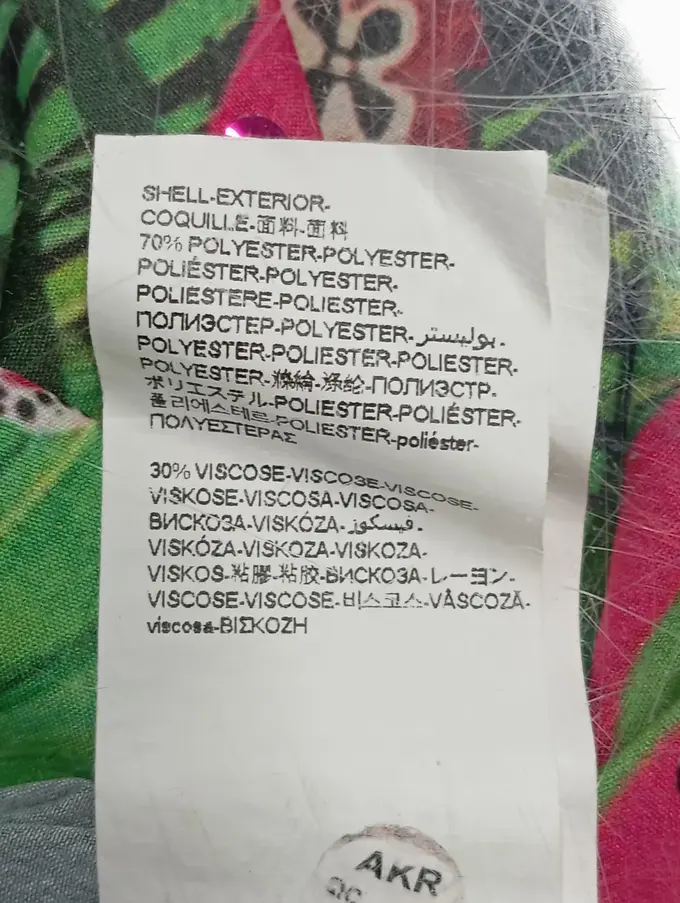 SHELL-EXTERIOR-
COQUILLE-面料-面料
70% POLYESTER-POLYESTER-
POLIÉSTER-POLYESTER-
POLIESTERE-POLIESTER-
ПОЛИЭСТЕР-POLYESTER-بوليستر-
POLYESTER-POLIESTER-POLIESTER-
POLYESTER-滌綸-涤纶-ПОЛИЭСТР-
ポリエステル-POLIESTER-POLIÉSTER-
폴리에스테르-POLIESTER-poliéster-
ΠΟΛΥΕΣΤΕΡΑΣ
30% VISCOSE-VISCOSE-VISCOSE-
VISKOSE-VISCOSA-VISCOSA-
ВИСКОЗА-VISKÓZA-فيسكوز-
VISKÓZA-VISKOZA-VISKOZA-
VISKOS-粘膠-粘胶-ВИСКОЗА-レーヨン-
VISCOSE-VISCOSE-비스코스-VÂSCOZĂ-
viscosa-ΒΙΣΚΟΖΗ
AKR
QC